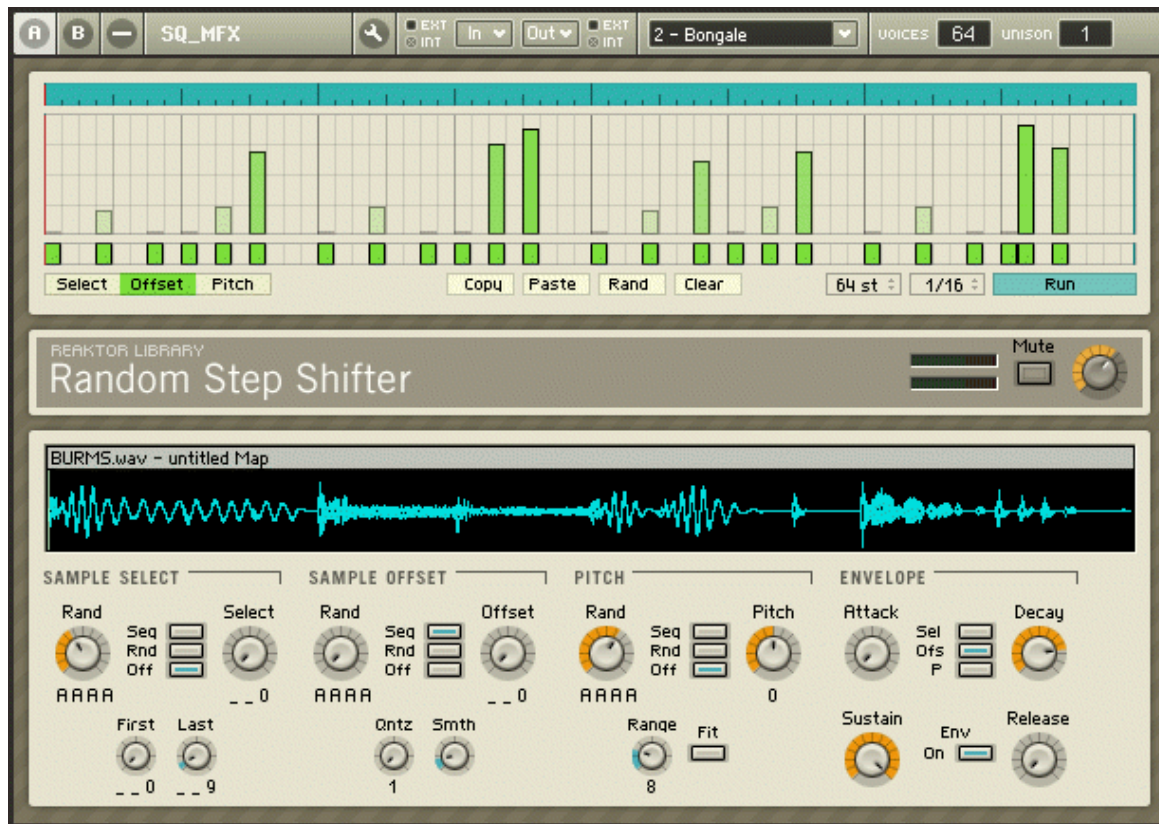 A B SQ_MFX EXT INT In Out EXT INT 2 - Bongale VOICES 64 UNISON 1
Select Offset Pitch Copy Paste Rand Clear 64 st 1/16 Run
REAKTOR LIBRARY
Random Step Shifter
Mute
BURMS.wav - untitled Map
SAMPLE SELECT SAMPLE OFFSET PITCH ENVELOPE
Rand Select Rand Offset Rand Pitch Attack Decay
Seq Seq Seq Sel
Rnd Rnd Rnd Ofs
Off Off Off P
AAAA _ _ 0 AAAA _ _ 0 AAAA 0
First Last Qntz Smth Range Fit Sustain Env Release
On
_ _ 0 _ _ 9 1 8